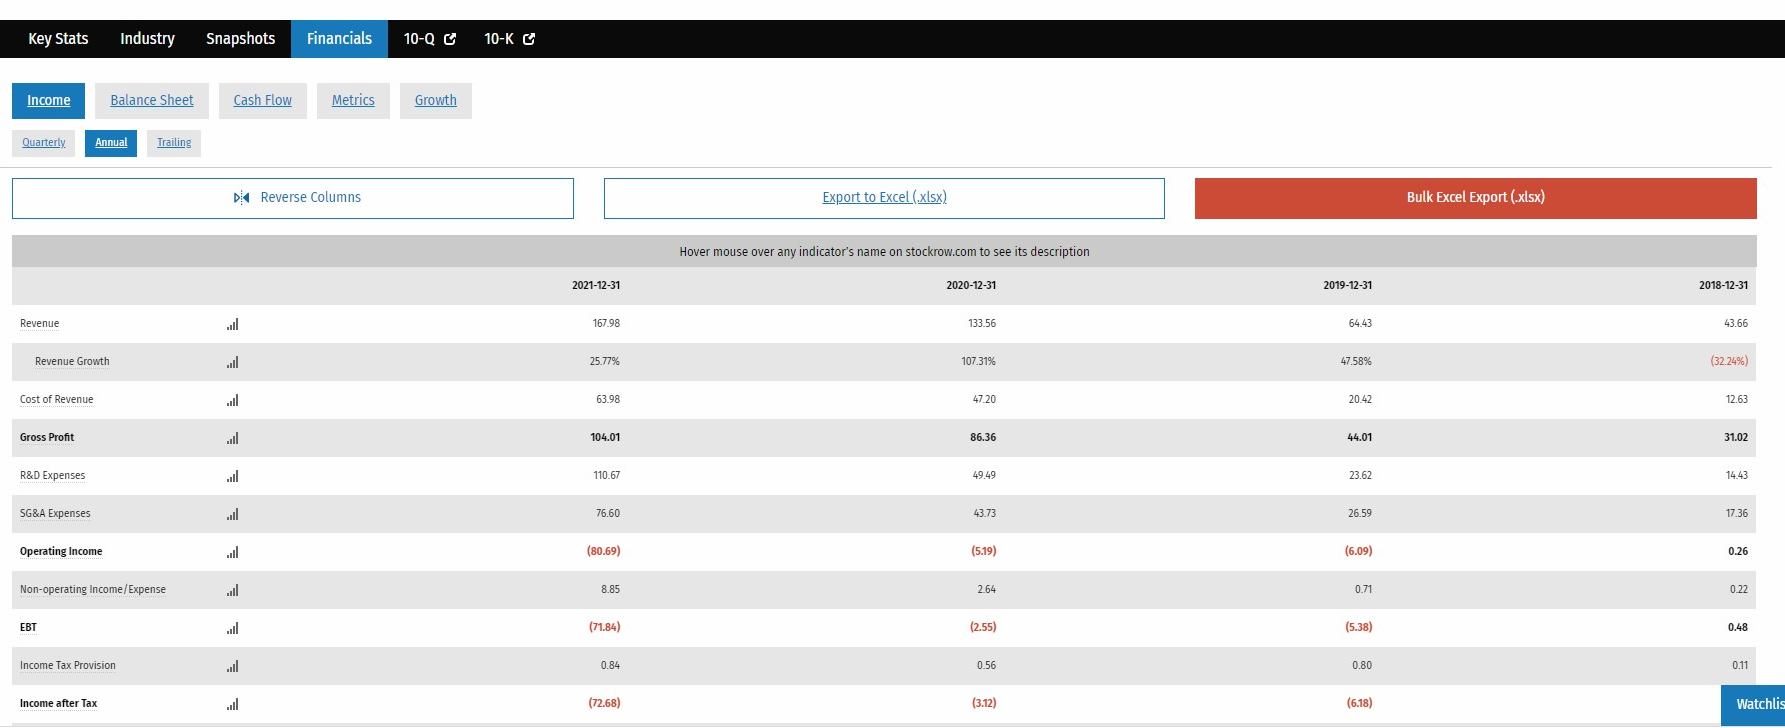 Key Stats Industry Snapshots Financials 10-Q 10-K
Income Balance Sheet Cash Flow Metrics Growth
Quarterly Annual Trailing
Reverse Columns Export to Excel (.xlsx) Bulk Excel Export (.xlsx)
Hover mouse over any indicator's name on stockrow.com to see its description
2021-12-31 2020-12-31 2019-12-31 2018-12-31
Revenue 167.98 133.56 64.43 43.66
Revenue Growth 25.77% 107.31% 47.58% (32.24%)
Cost of Revenue 63.98 47.20 20.42 12.63
Gross Profit 104.01 86.36 44.01 31.02
R&D Expenses 110.67 49.49 23.62 14.43
SG&A Expenses 76.60 43.73 26.59 17.36
Operating Income (80.69) (5.19) (6.09) 0.26
Non-operating Income/Expense 8.85 2.64 0.71 0.22
EBT (71.84) (2.55) (5.38) 0.48
Income Tax Provision 0.84 0.56 0.80 0.11
Income after Tax (72.68) (3.12) (6.18) Watchlis